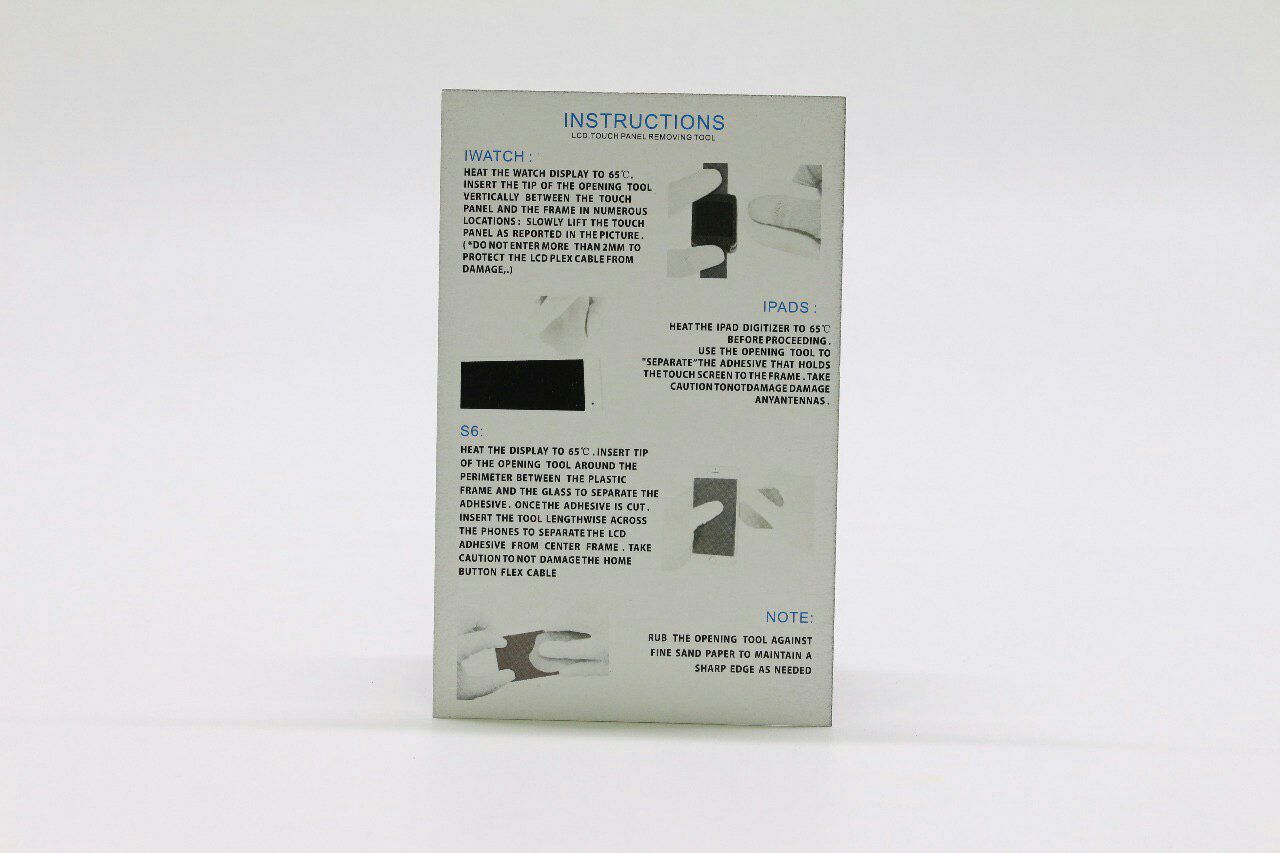 INSTRUCTIONS
LCD TOUCH PANEL REMOVING TOOL
IWATCH :
HEAT THE WATCH DISPLAY TO 65℃.
INSERT THE TIP OF THE OPENING TOOL
VERTICALLY BETWEEN THE TOUCH
PANEL AND THE FRAME IN NUMEROUS
LOCATIONS : SLOWLY LIFT THE TOUCH
PANEL AS REPORTED IN THE PICTURE .
( *DO NOT ENTER MORE THAN 2MM TO
PROTECT THE LCD PLEX CABLE FROM
DAMAGE,.)
IPADS :
HEAT THE IPAD DIGITIZER TO 65℃
BEFORE PROCEEDING .
USE THE OPENING TOOL TO
"SEPARATE"THE ADHESIVE THAT HOLDS
THE TOUCH SCREEN TO THE FRAME . TAKE
CAUTION TONOTDAMAGE DAMAGE
ANYANTENNAS .
S6:
HEAT THE DISPLAY TO 65℃ . INSERT TIP
OF THE OPENING TOOL AROUND THE
PERIMETER BETWEEN THE PLASTIC
FRAME AND THE GLASS TO SEPARATE THE
ADHESIVE . ONCETHE ADHESIVE IS CUT .
INSERT THE TOOL LENGTHWISE ACROSS
THE PHONES TO SEPARATETHE LCD
ADHESIVE FROM CENTER FRAME . TAKE
CAUTION TO NOT DAMAGETHE HOME
BUTTON FLEX CABLE
NOTE:
RUB THE OPENING TOOL AGAINST
FINE SAND PAPER TO MAINTAIN A
SHARP EDGE AS NEEDED